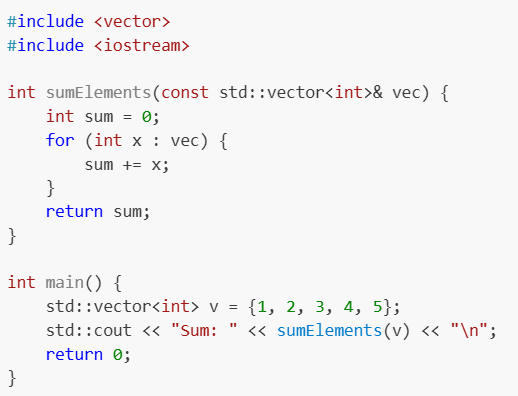 #include <vector>
#include <iostream>

int sumElements(const std::vector<int>& vec) {
    int sum = 0;
    for (int x : vec) {
        sum += x;
    }
    return sum;
}

int main() {
    std::vector<int> v = {1, 2, 3, 4, 5};
    std::cout << "Sum: " << sumElements(v) << "\n";
    return 0;
}